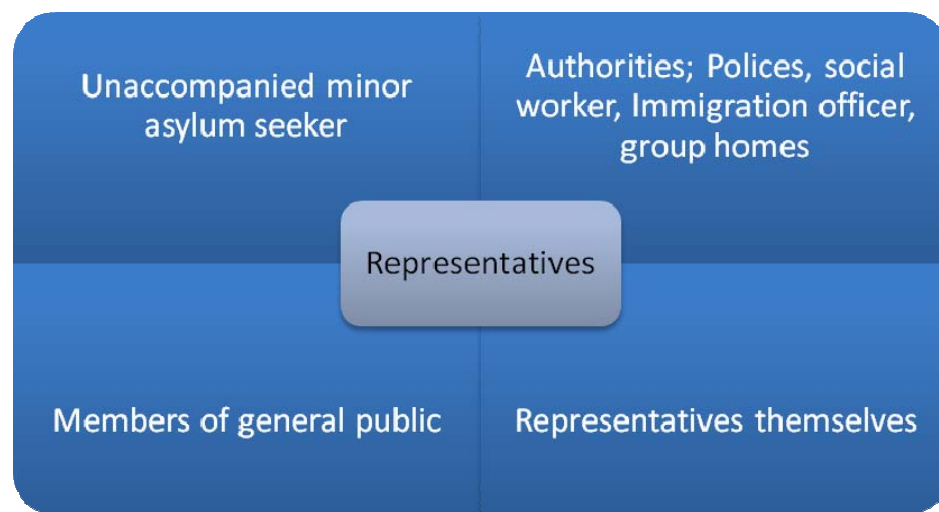 Unaccompanied minor
asylum seeker
Authorities; Polices, social
worker, Immigration officer,
group homes
Representatives
Members of general public
Representatives themselves